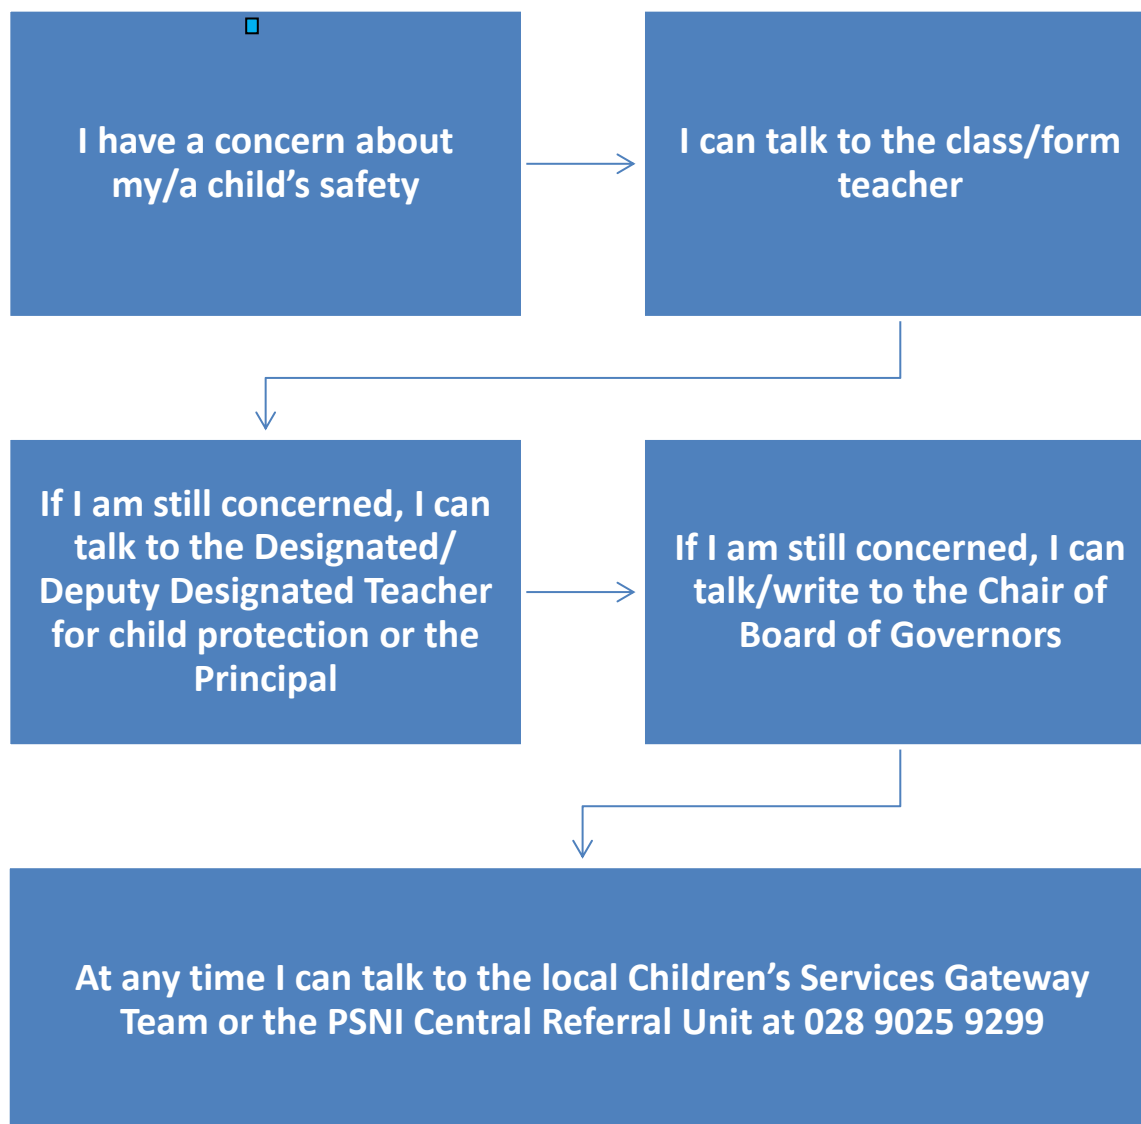 I have a concern about
my/a child’s safety
I can talk to the class/form
teacher
If I am still concerned, I can
talk to the Designated/
Deputy Designated Teacher
for child protection or the
Principal
If I am still concerned, I can
talk/write to the Chair of
Board of Governors
At any time I can talk to the local Children’s Services Gateway
Team or the PSNI Central Referral Unit at 028 9025 9299